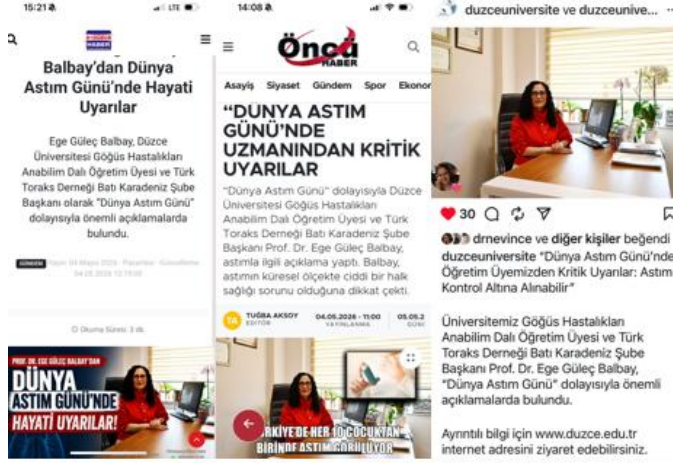 15:21
LTE
HABER
Balbay'dan Dünya
Astım Günü'nde Hayati
Uyarılar
Ege Güleç Balbay, Düzce
Üniversitesi Göğüs Hastalıkları
Anabilim Dalı Öğretim Üyesi ve Türk
Toraks Derneği Batı Karadeniz Şube
Başkanı olarak "Dünya Astım Günü"
dolayısıyla önemli açıklamalarda
bulundu.
GÜNDEM
Okuma Süresi: 3 dk.
PROF. DR. EGE GÜLEÇ BALBAY'DAN
DÜNYA
ASTIM GÜNÜ'NDE
HAYATİ UYARILAR!
14:08
Öncü
HABER
Asayiş Siyaset Gündem Spor Ekonor
"DÜNYA ASTIM
GÜNÜ'NDE
UZMANINDAN KRİTİK
UYARILAR
"Dünya Astım Günü" dolayısıyla Düzce
Üniversitesi Göğüs Hastalıkları
Anabilim Dalı Öğretim Üyesi ve Türk
Toraks Derneği Batı Karadeniz Şube
Başkanı Prof. Dr. Ege Güleç Balbay,
astımla ilgili açıklama yaptı. Balbay,
astımın küresel ölçekte ciddi bir halk
sağlığı sorunu olduğuna dikkat çekti.
TA
TUĞBA AKSOY
EDİTÖR
04.05.2026 - 11:00
YAYINLANMA
05.05.2
GÜNC
RKİYE'DE HER 10 ÇOCUKTAN
BİRİNDE ASTIM GÖRÜLÜYOR
duzceuniversite ve duzceunive...
30
drnevince ve diğer kişiler beğendi
duzceuniversite "Dünya Astım Günü'nde
Öğretim Üyemizden Kritik Uyarılar: Astım
Kontrol Altına Alınabilir"
Üniversitemiz Göğüs Hastalıkları
Anabilim Dalı Öğretim Üyesi ve Türk
Toraks Derneği Batı Karadeniz Şube
Başkanı Prof. Dr. Ege Güleç Balbay,
"Dünya Astım Günü" dolayısıyla önemli
açıklamalarda bulundu.
Ayrıntılı bilgi için www.duzce.edu.tr
internet adresini ziyaret edebilirsiniz.